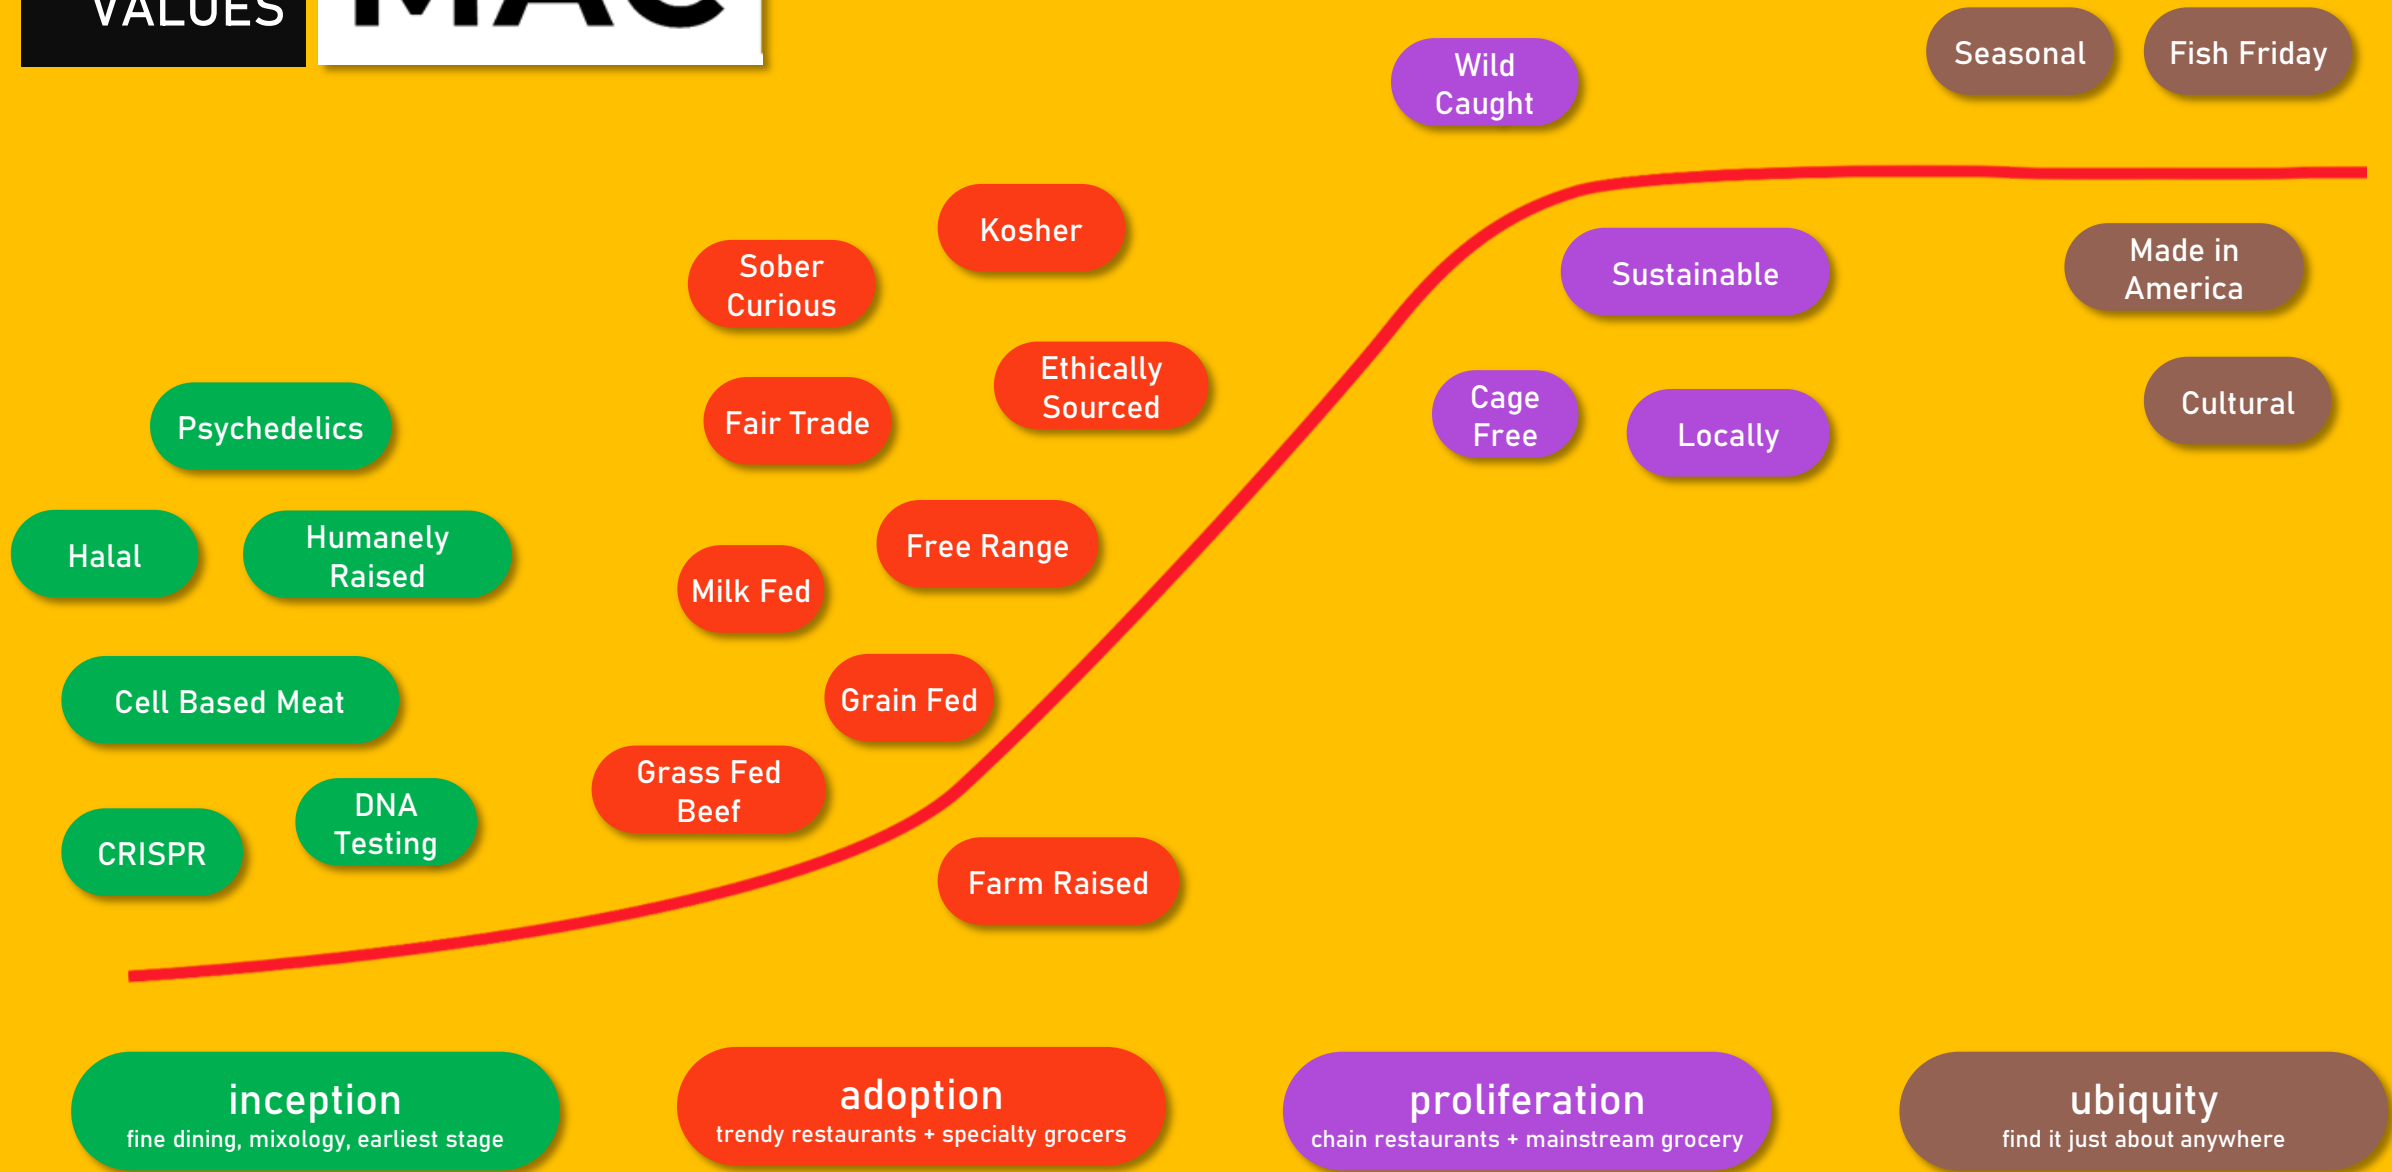 VALUES
MAC
Seasonal
Fish Friday
Wild
Caught
Kosher
Sober
Curious
Sustainable
Made in
America
Ethically
Sourced
Fair Trade
Cage
Free
Locally
Cultural
Psychedelics
Halal
Humanely
Raised
Free Range
Milk Fed
Cell Based Meat
Grain Fed
Grass Fed
Beef
DNA
Testing
CRISPR
Farm Raised
inception
fine dining, mixology, earliest stage
adoption
trendy restaurants + specialty grocers
proliferation
chain restaurants + mainstream grocery
ubiquity
find it just about anywhere